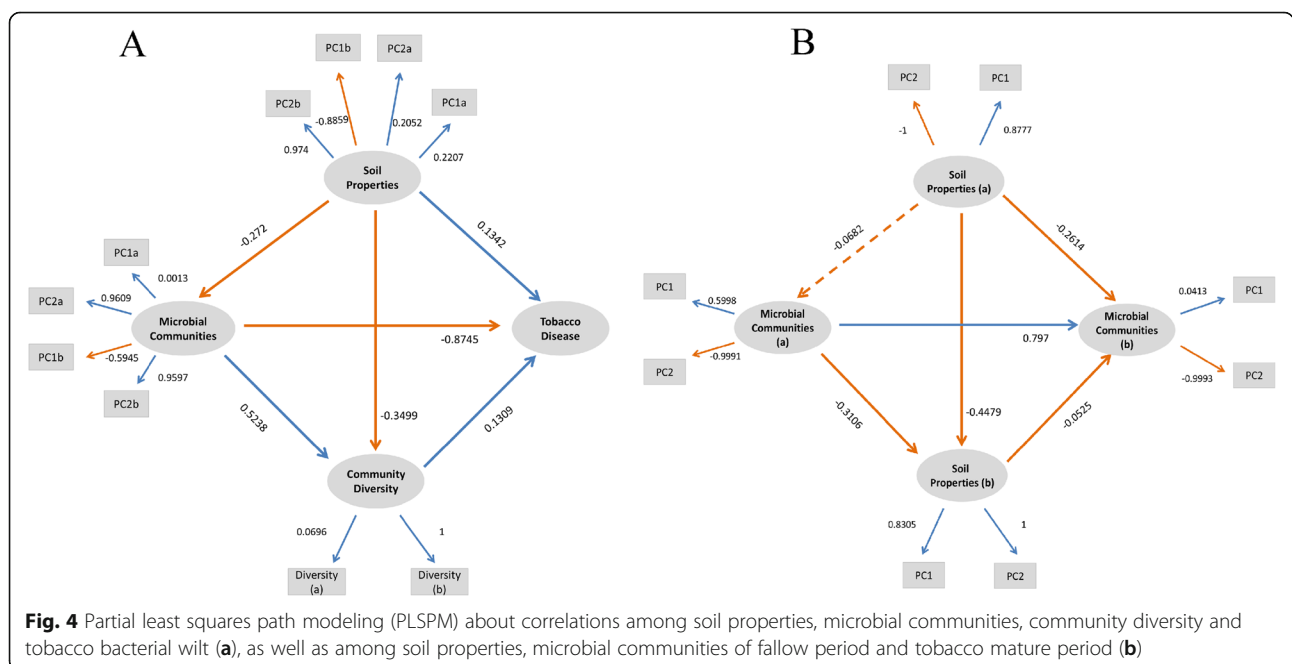 A
PC1b
PC2a
PC2b
PC1a
-0.8859
0.2052
0.974
0.2207
Soil
Properties
-0.272
0.1342
PC1a
0.0013
PC2a
0.9609
Microbial
Communities
PC1b
-0.5945
PC2b
0.9597
-0.8745
Tobacco
Disease
0.5238
-0.3499
0.1309
Community
Diversity
0.0696
1
Diversity
(a)
Diversity
(b)
B
PC2
PC1
-1
0.8777
Soil
Properties (a)
-0.0682
-0.2614
PC1
0.5998
Microbial
Communities
(a)
PC2
-0.9991
0.797
Microbial
Communities
(b)
0.0413
PC1
-0.9993
PC2
-0.3106
-0.4479
-0.0525
Soil
Properties (b)
0.8305
1
PC1
PC2
Fig. 4 Partial least squares path modeling (PLSPM) about correlations among soil properties, microbial communities, community diversity and
tobacco bacterial wilt (a), as well as among soil properties, microbial communities of fallow period and tobacco mature period (b)